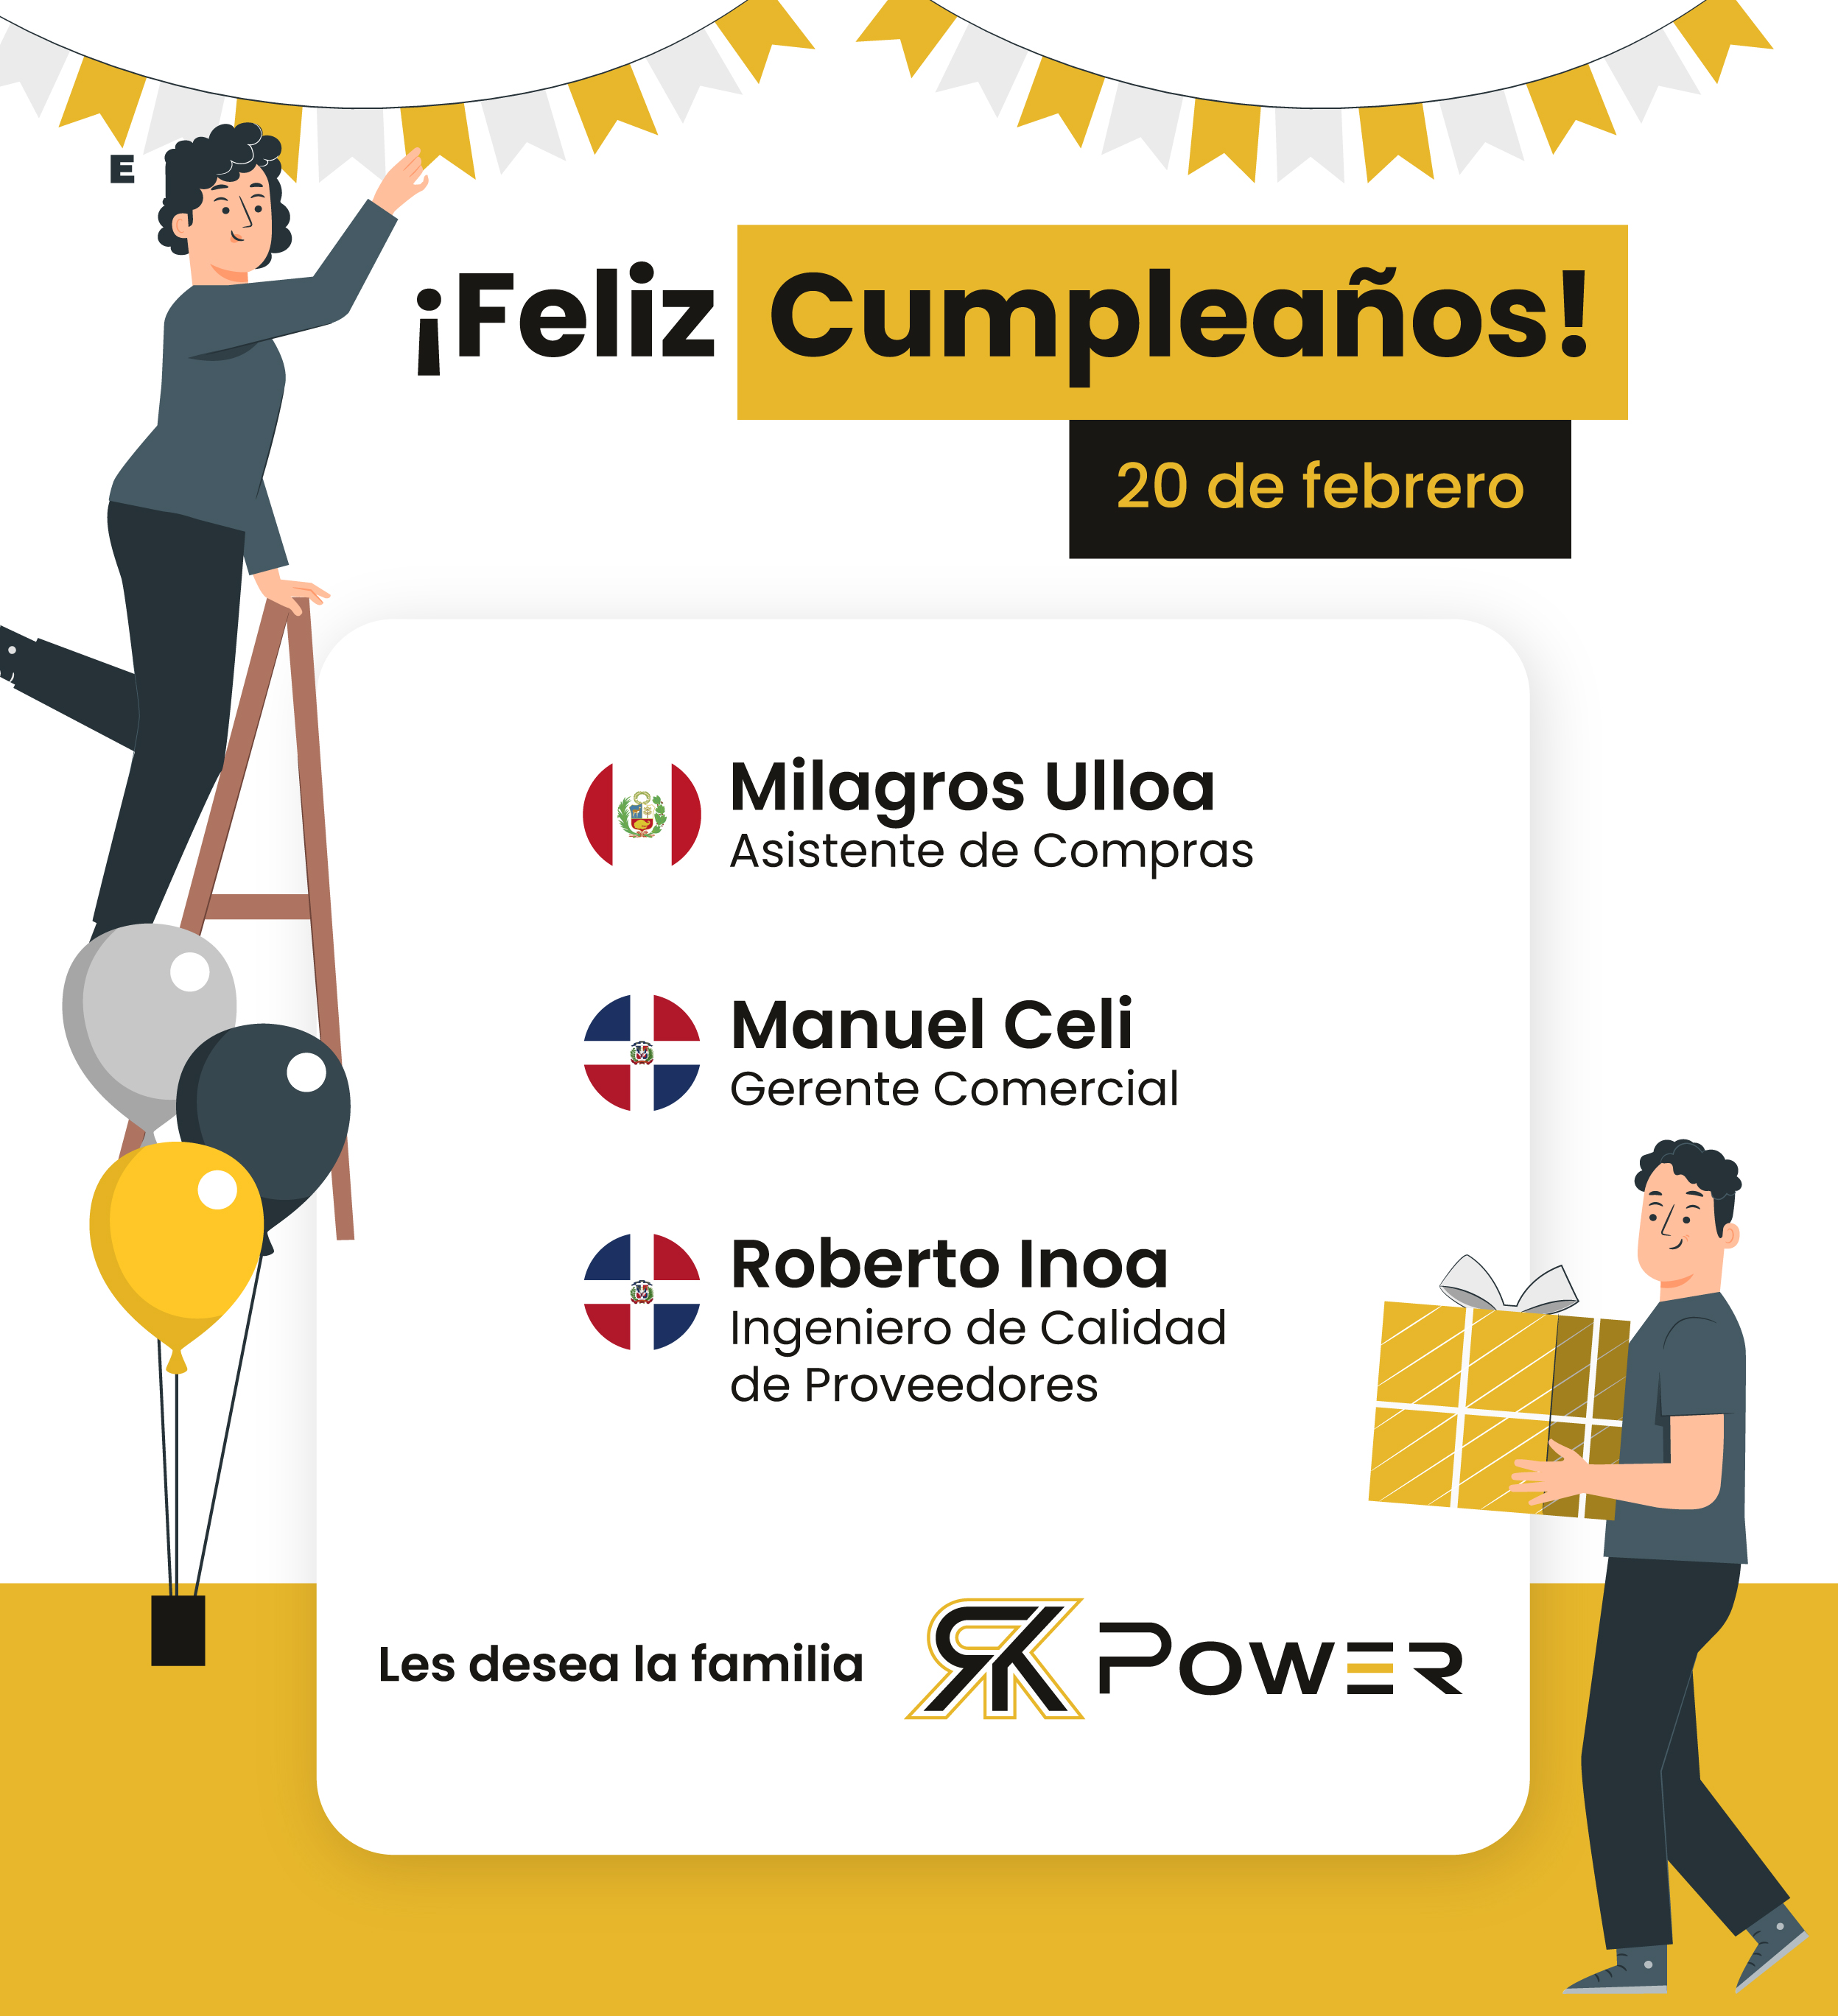 E
¡Feliz Cumpleaños!
20 de febrero
Milagros Ulloa
Asistente de Compras
Manuel Celi
Gerente Comercial
Roberto Inoa
Ingeniero de Calidad
de Proveedores
Les desea la familia RK POWER